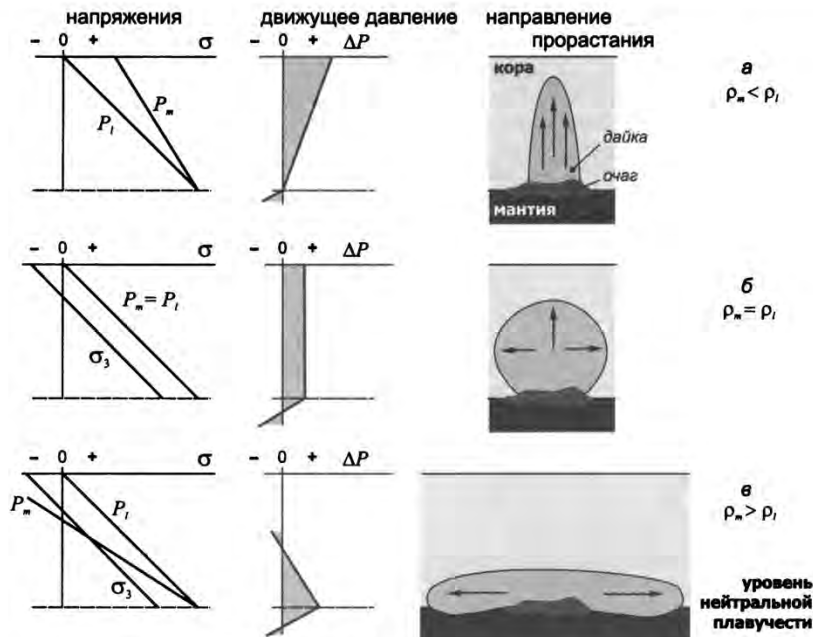 напряжения движущее давление направление прорастания
− 0 + σ
P_l P_m
− 0 + ΔP
кора
дайка
очаг
мантия
а
ρ_m < ρ_l
− 0 + σ
P_m = P_l
σ_3
− 0 + ΔP
б
ρ_m = ρ_l
− 0 + σ
P_m P_l
σ_3
− 0 + ΔP
в
ρ_m > ρ_l
уровень
нейтральной
плавучести